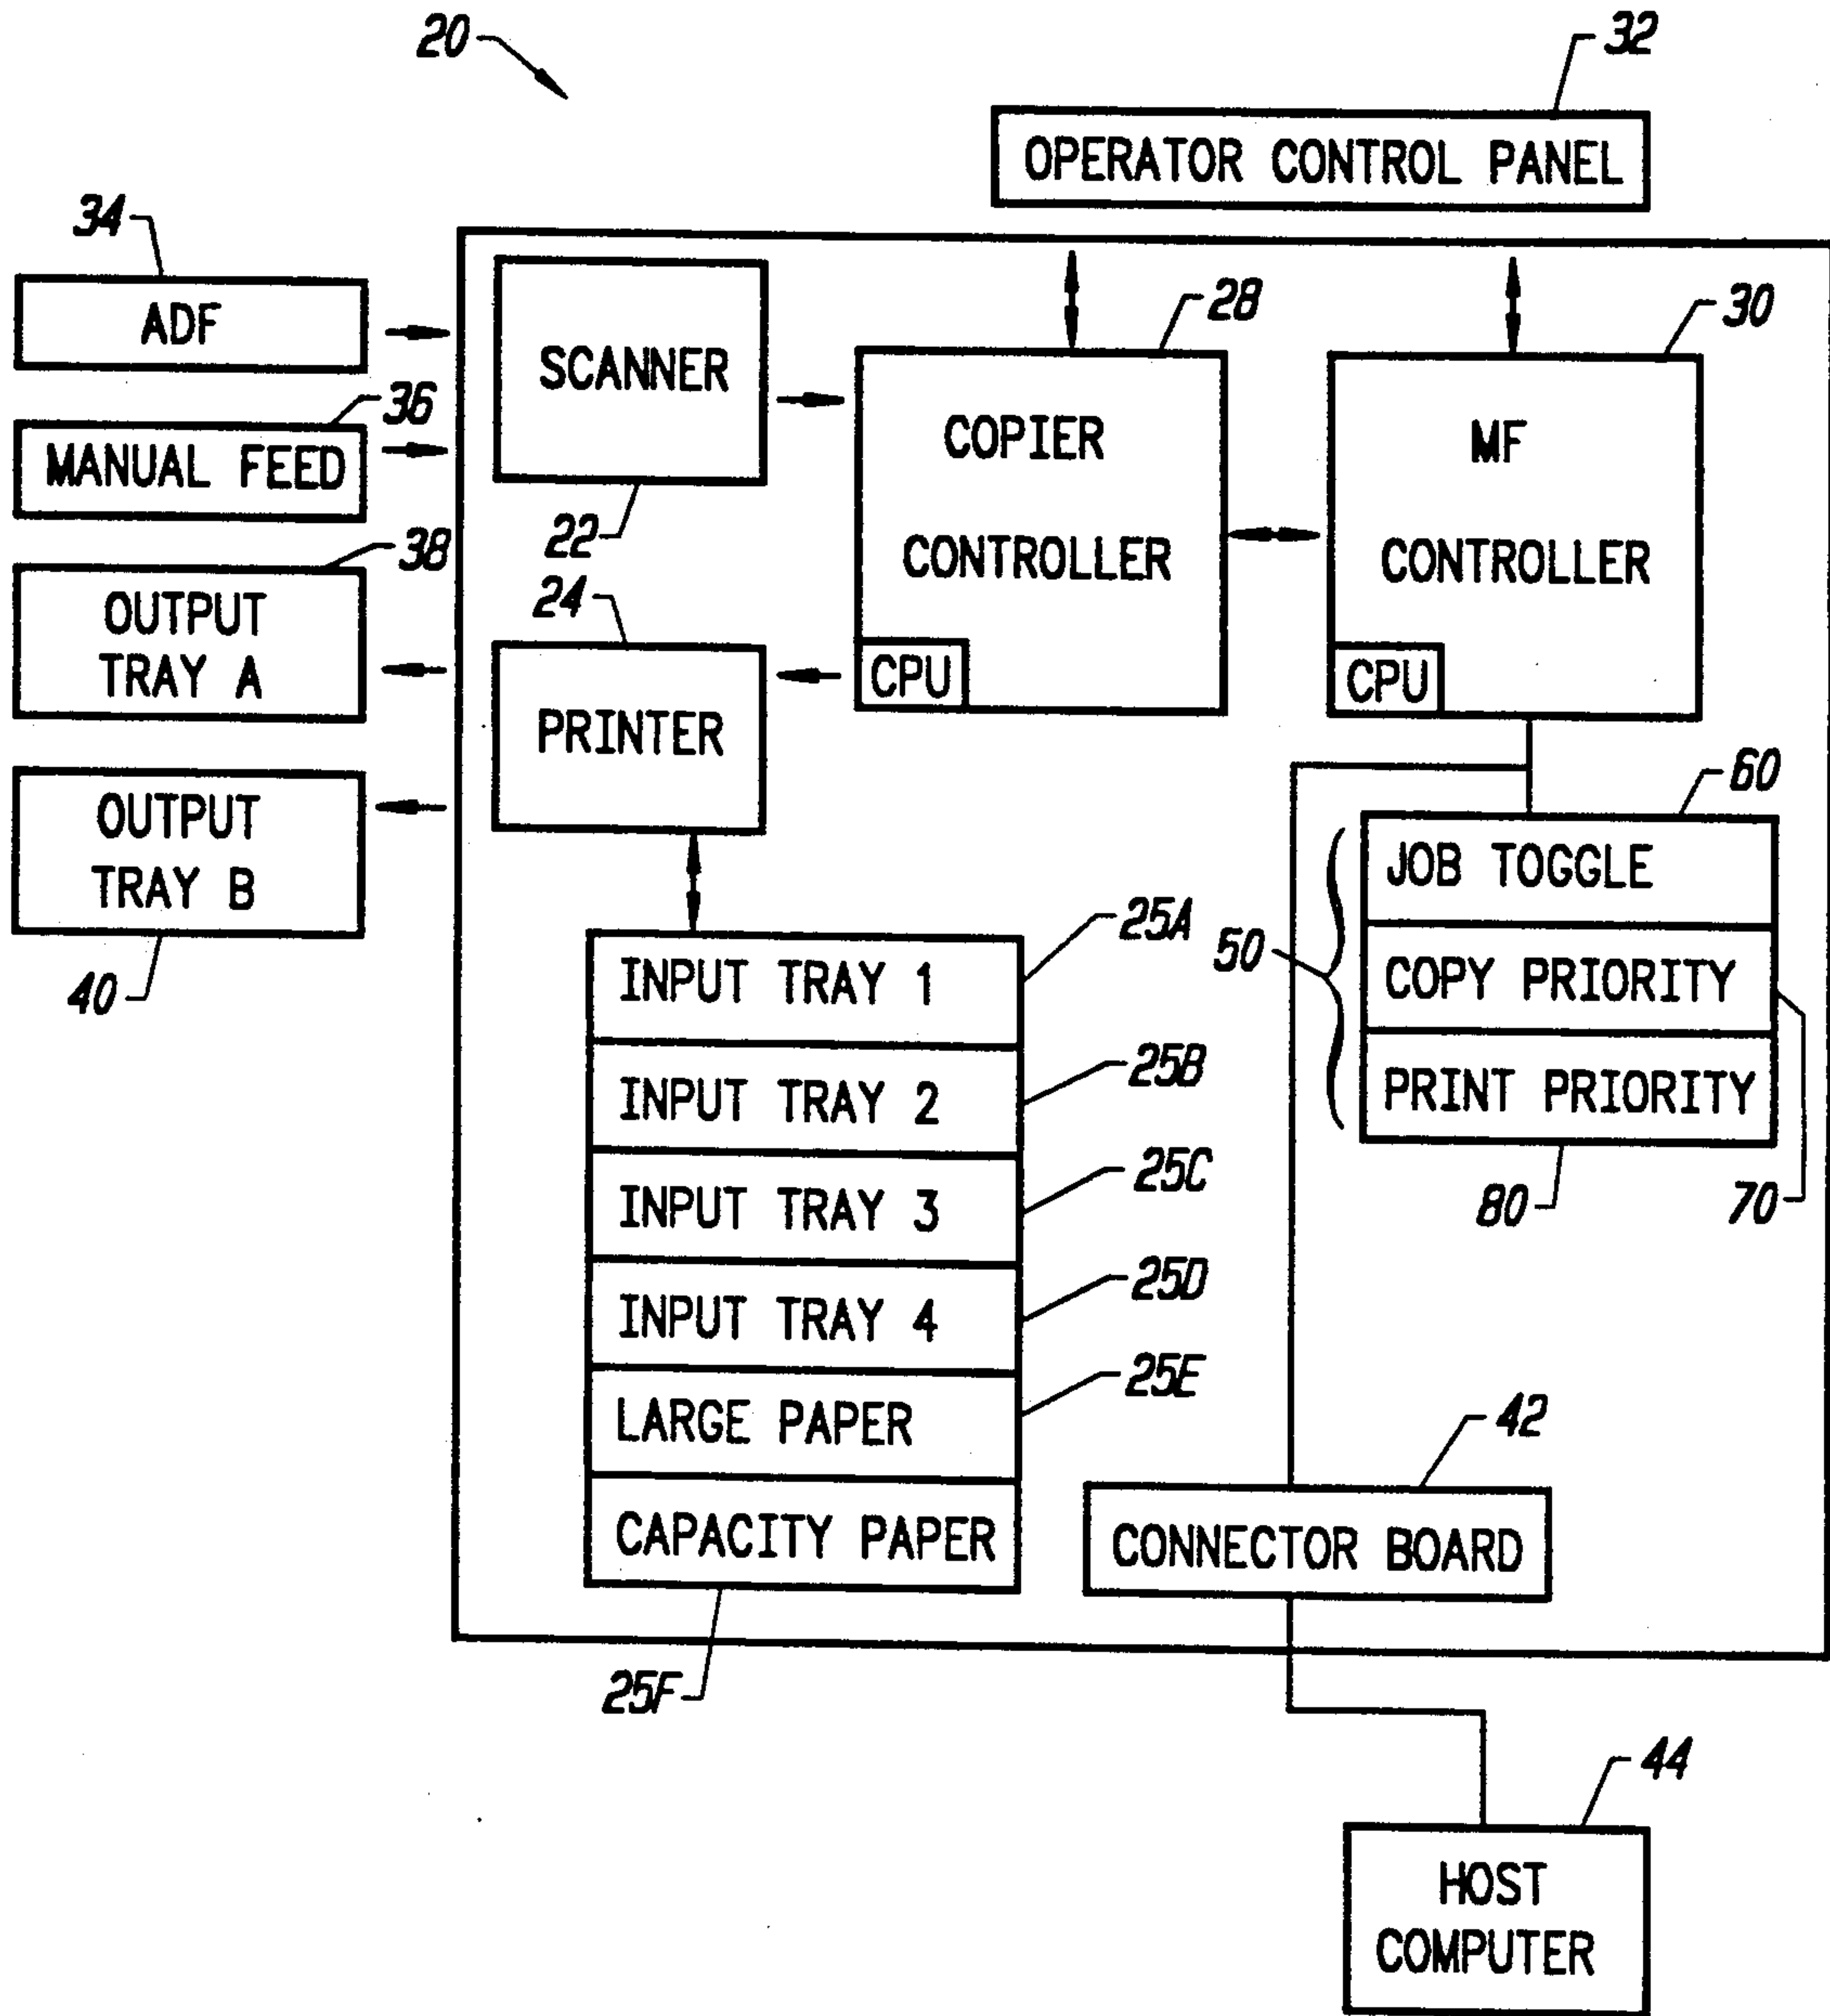 20
32
OPERATOR CONTROL PANEL
34
ADF
36
MANUAL FEED
38
OUTPUT
TRAY A
OUTPUT
TRAY B
40
SCANNER
22
24
PRINTER
28
COPIER
CONTROLLER
CPU
30
MF
CONTROLLER
CPU
60
JOB TOGGLE
50
COPY PRIORITY
70
PRINT PRIORITY
80
INPUT TRAY 1
25A
INPUT TRAY 2
25B
INPUT TRAY 3
25C
INPUT TRAY 4
25D
LARGE PAPER
25E
CAPACITY PAPER
25F
42
CONNECTOR BOARD
44
HOST
COMPUTER